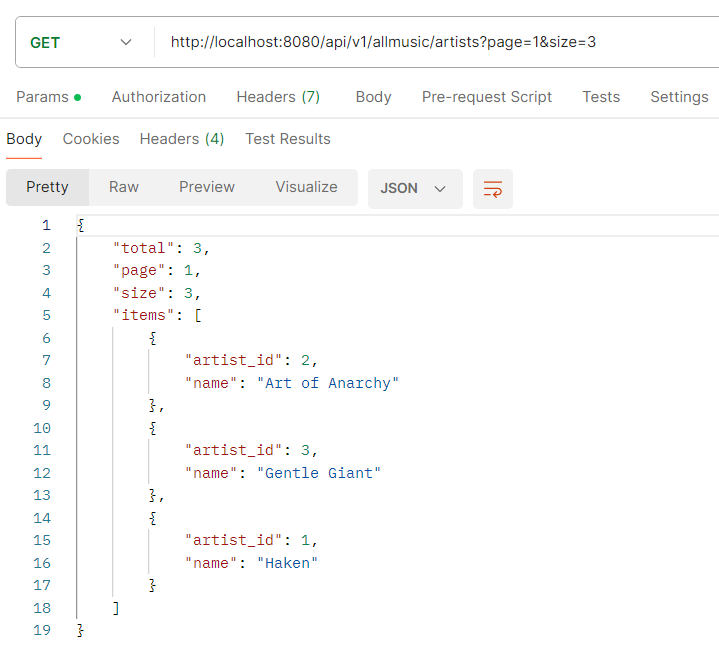 GET http://localhost:8080/api/v1/allmusic/artists?page=1&size=3
Params Authorization Headers (7) Body Pre-request Script Tests Settings
Body Cookies Headers (4) Test Results
Pretty Raw Preview Visualize JSON
1 {
2 "total": 3,
3 "page": 1,
4 "size": 3,
5 "items": [
6 {
7 "artist_id": 2,
8 "name": "Art of Anarchy"
9 },
10 {
11 "artist_id": 3,
12 "name": "Gentle Giant"
13 },
14 {
15 "artist_id": 1,
16 "name": "Haken"
17 }
18 ]
19 }